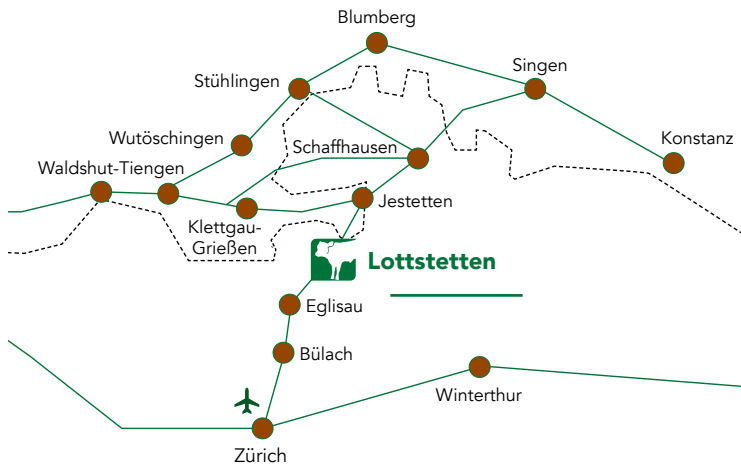 Blumberg
Singen
Stühlingen
Wutöschingen
Schaffhausen
Konstanz
Waldshut-Tiengen
Jestetten
Klettgau-
Grießen
Lottstetten
Eglisau
Bülach
Winterthur
Zürich